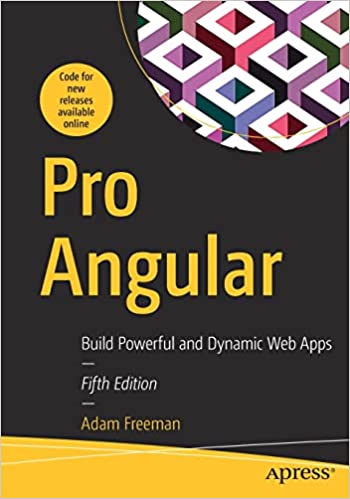 Code for
new
releases
available
online
Pro
Angular
Build Powerful and Dynamic Web Apps
—
Fifth Edition
—
Adam Freeman
Apress®